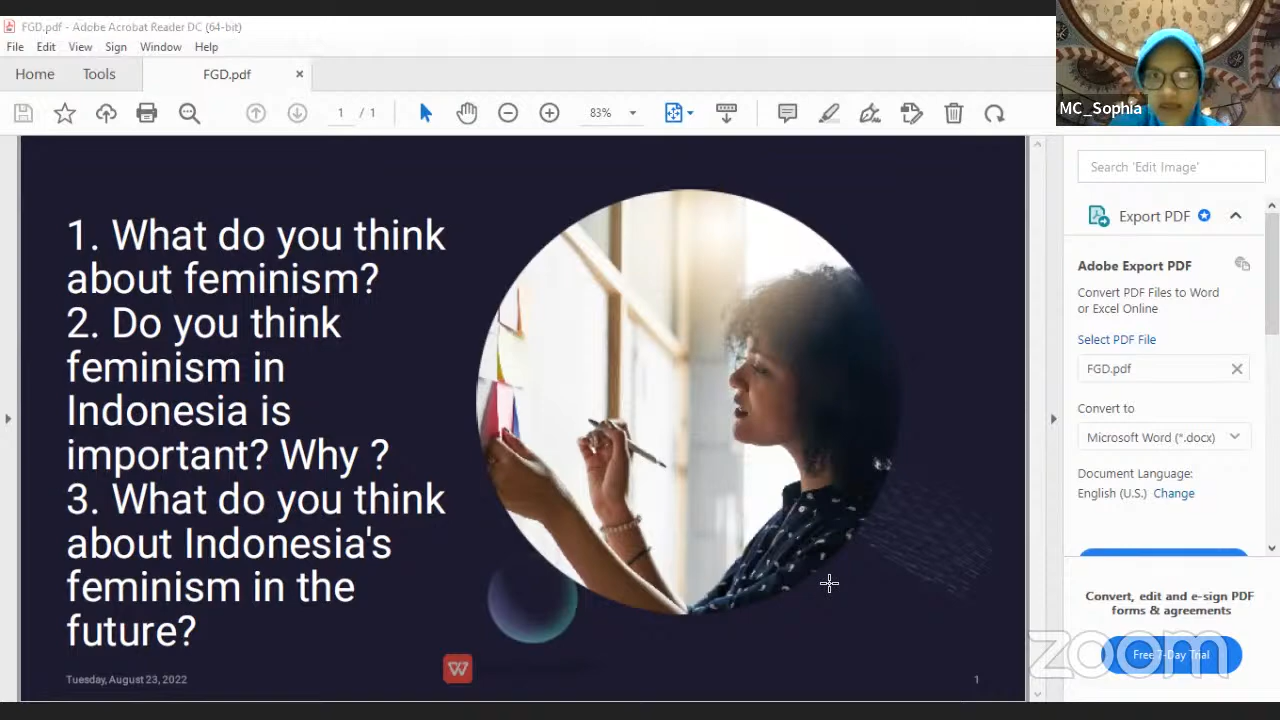 FGD.pdf - Adobe Acrobat Reader DC (64-bit)
File Edit View Sign Window Help
Home Tools FGD.pdf ×
1 / 1 83%
MC_Sophia
1. What do you think
about feminism?
2. Do you think
feminism in
Indonesia is
important? Why ?
3. What do you think
about Indonesia's
feminism in the
future?
Tuesday, August 23, 2022
W
1
Search 'Edit Image'
Export PDF
Adobe Export PDF
Convert PDF Files to Word
or Excel Online
Select PDF File
FGD.pdf
Convert to
Microsoft Word (*.docx)
Document Language:
English (U.S.) Change
Convert, edit and e-sign PDF
forms & agreements
Free 7-Day Trial
zoom